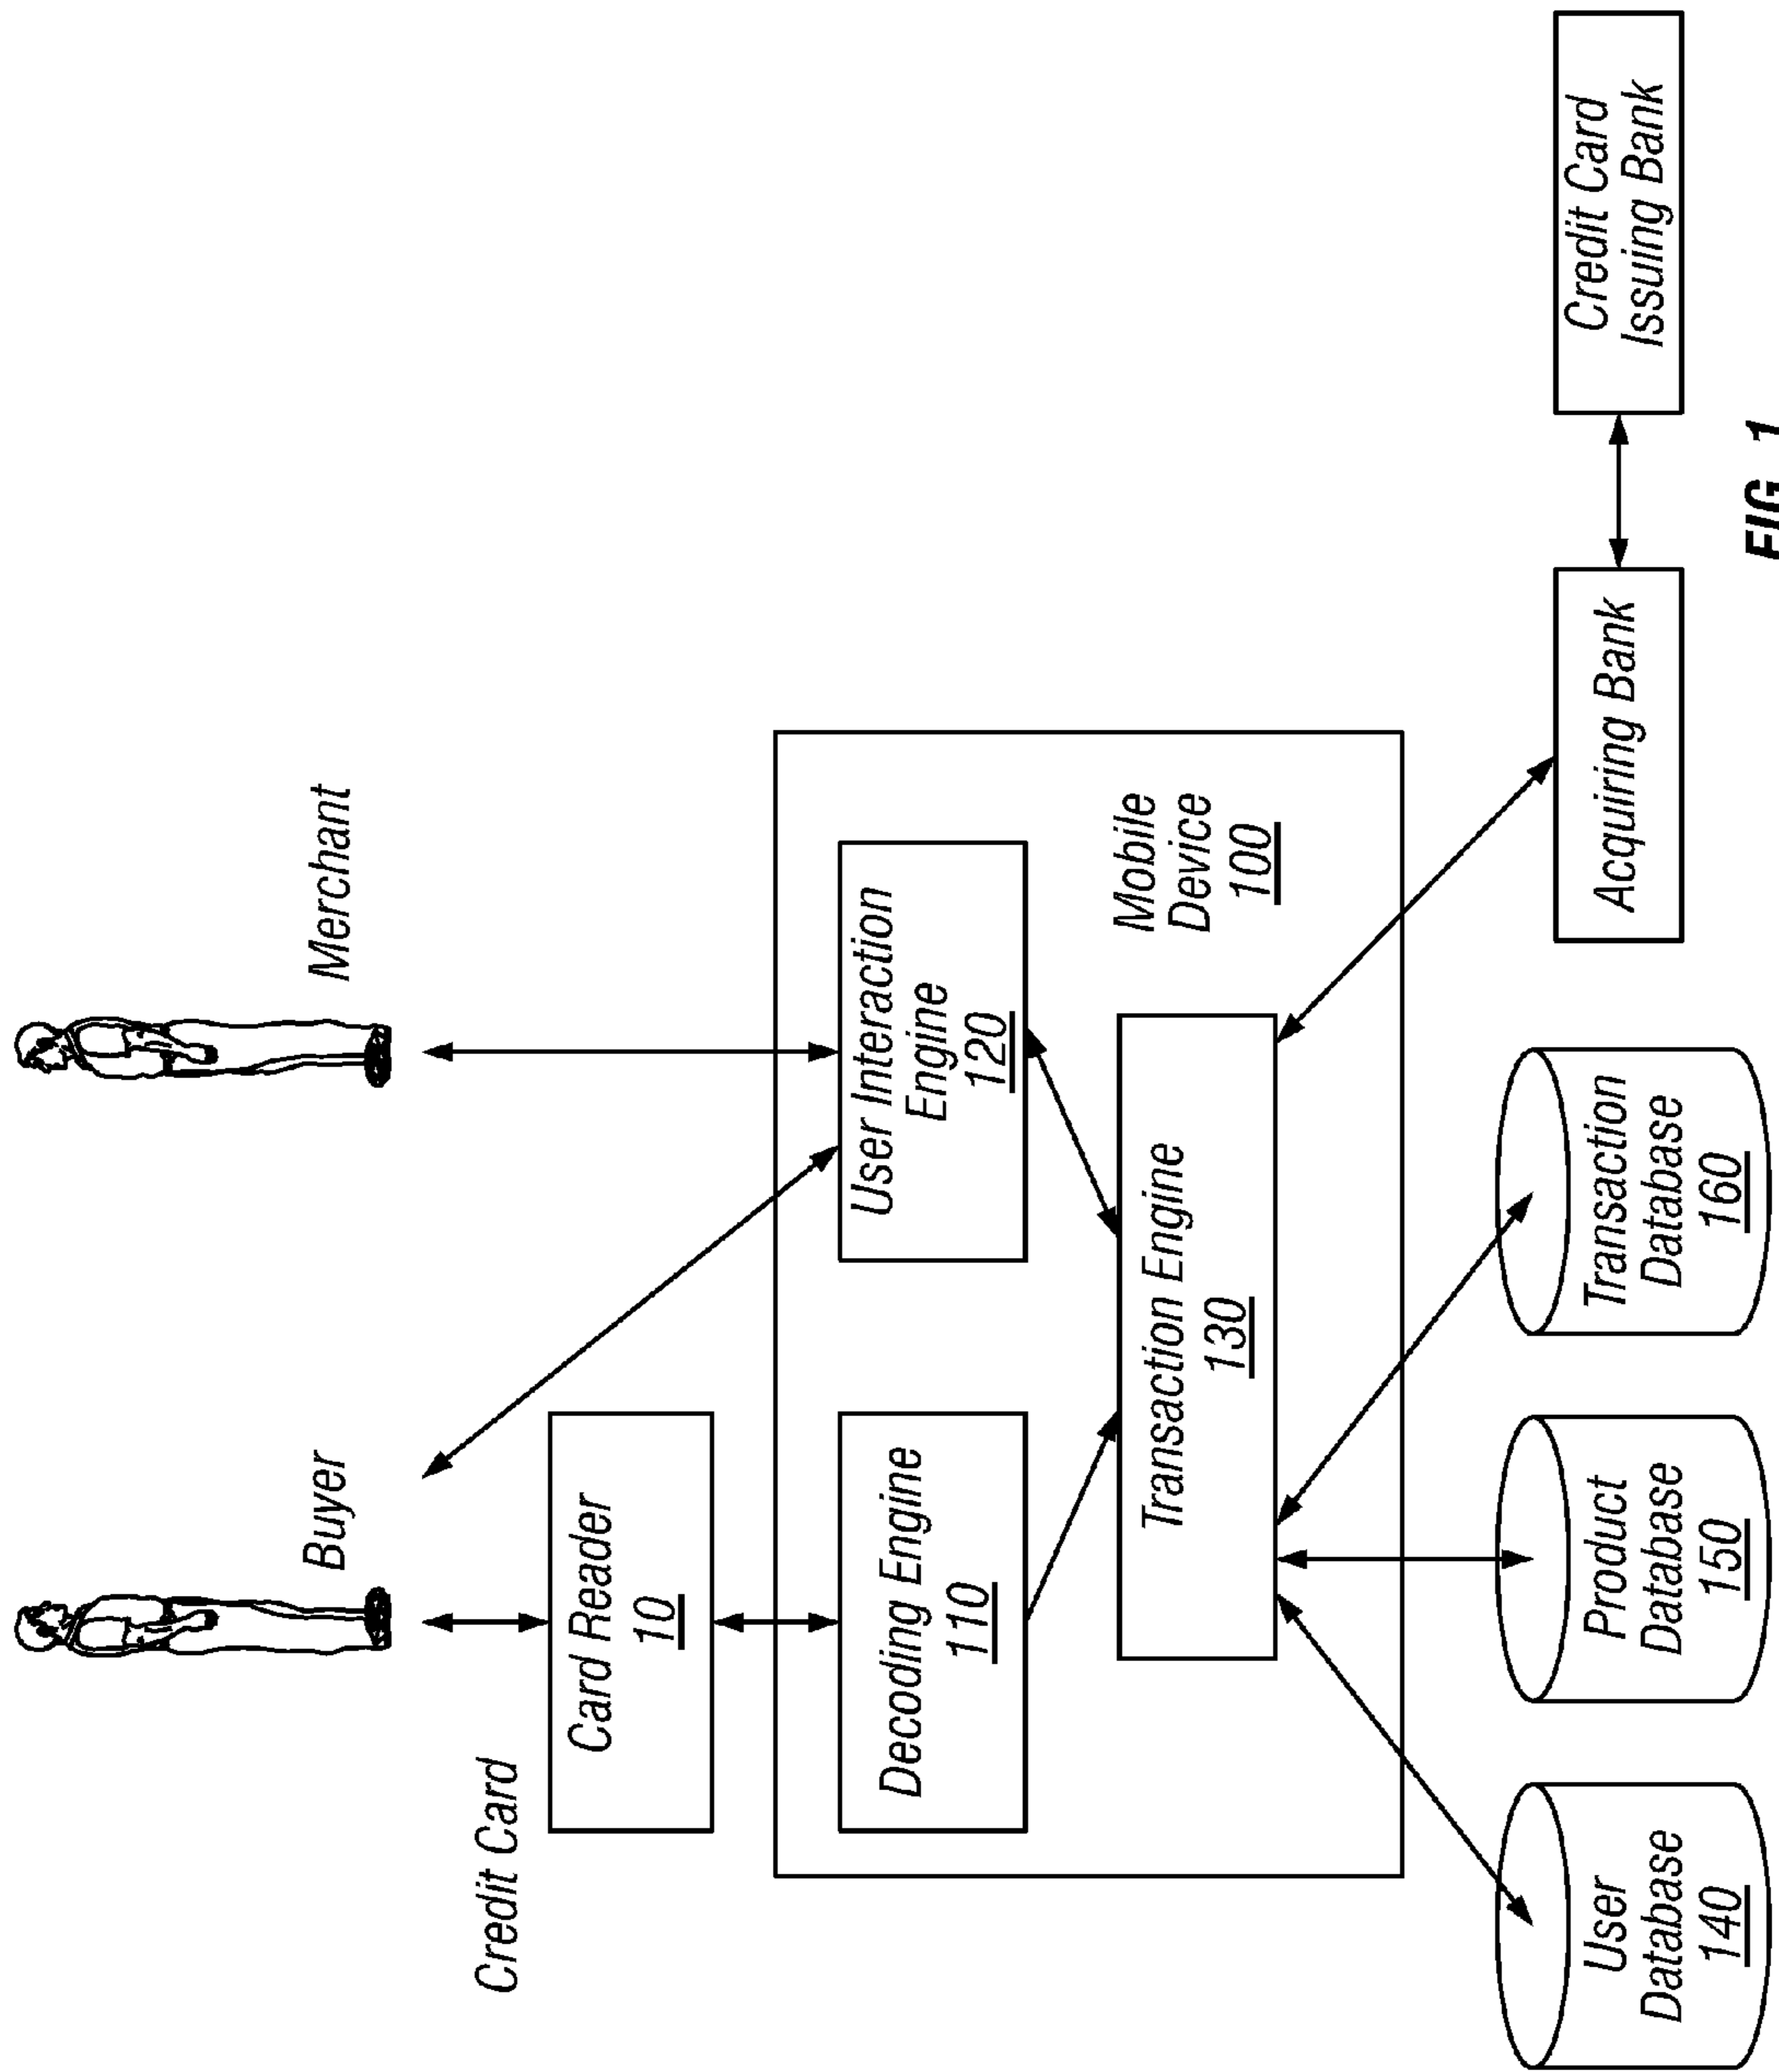 Buyer
Merchant
Credit Card
Card Reader
10
Decoding Engine
110
User Interaction
Engine
120
Transaction Engine
130
Mobile
Device
100
User
Database
140
Product
Database
150
Transaction
Database
160
Acquiring Bank
Credit Card
Issuing Bank
FIG. 1